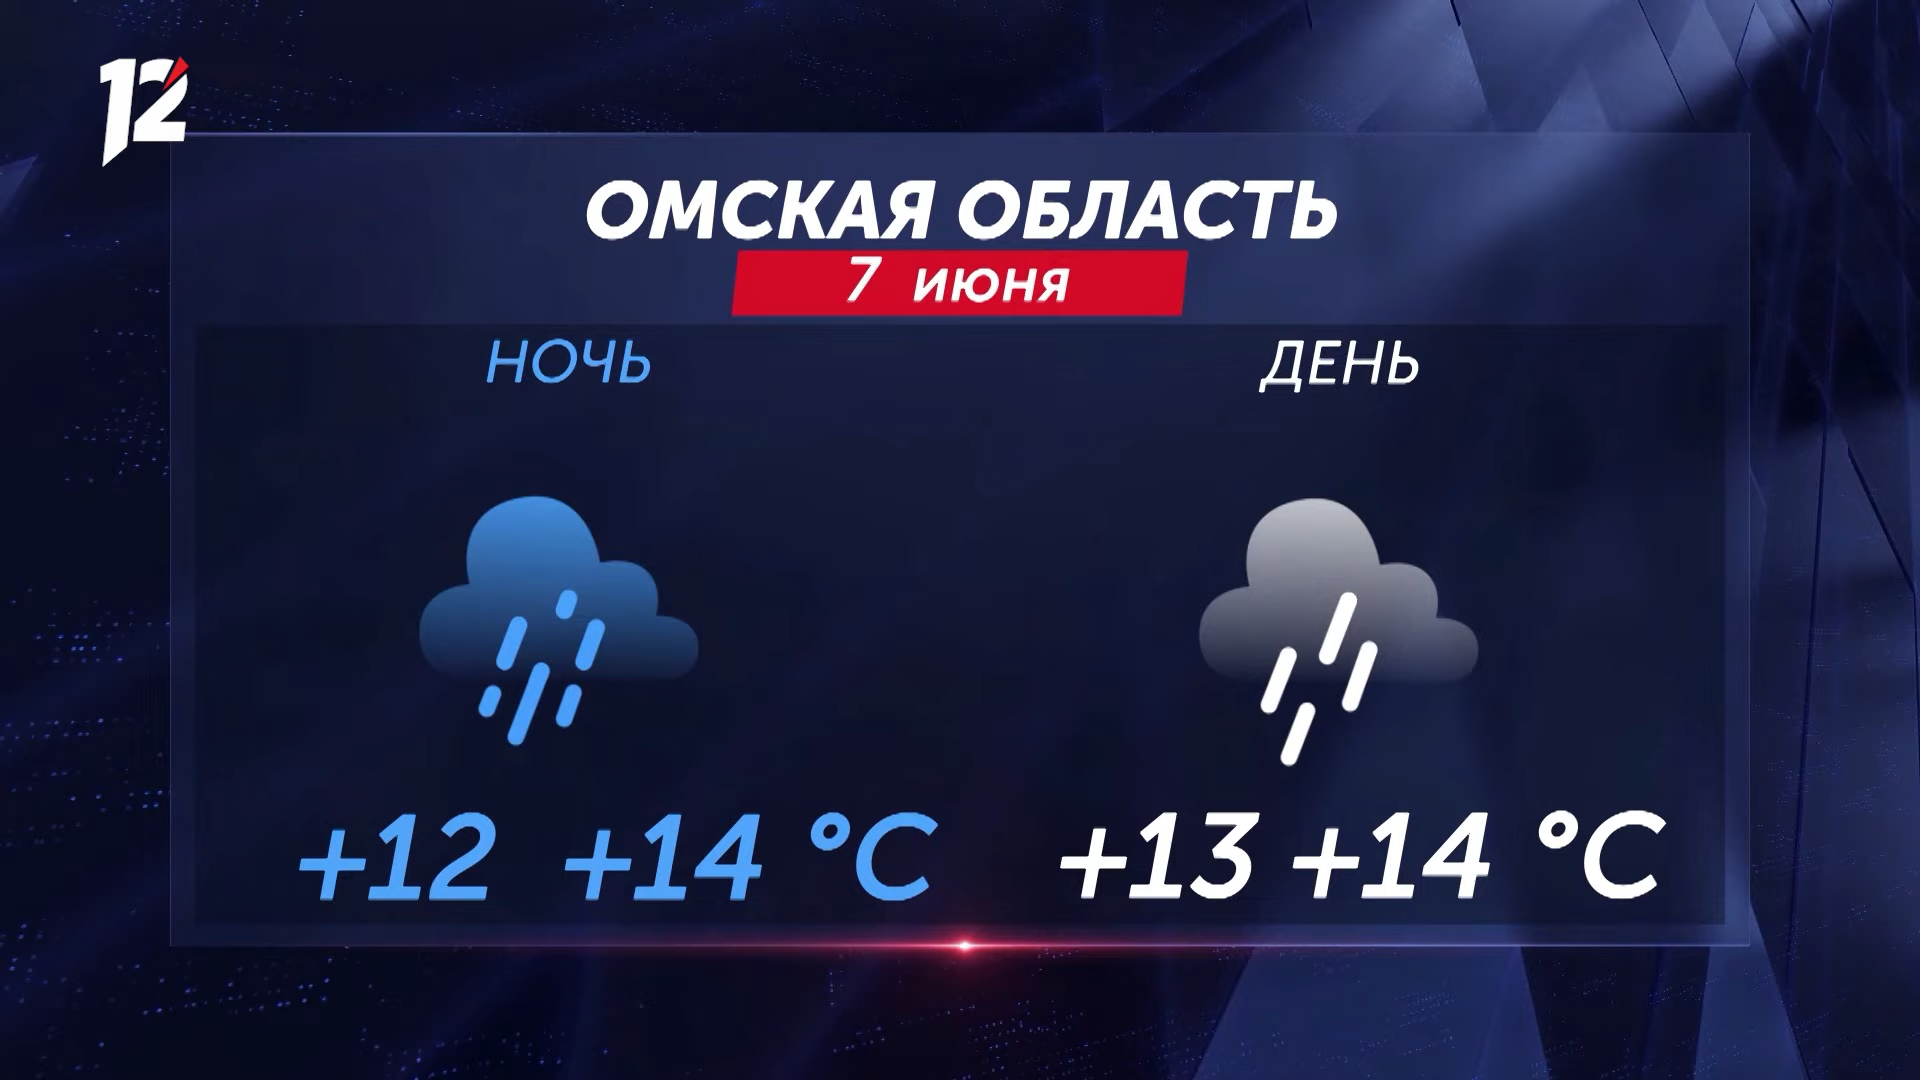 12
ОМСКАЯ ОБЛАСТЬ
7 июня
НОЧЬ
ДЕНЬ
+12 +14 °C
+13 +14 °C